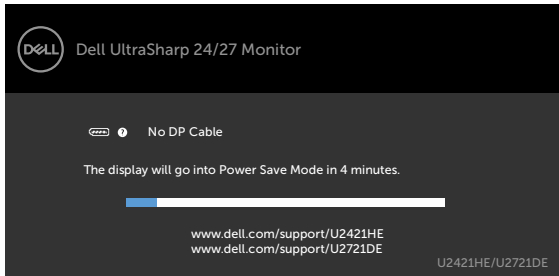 DELL Dell UltraSharp 24/27 Monitor
? No DP Cable
The display will go into Power Save Mode in 4 minutes.
www.dell.com/support/U2421HE
www.dell.com/support/U2721DE
U2421HE/U2721DE